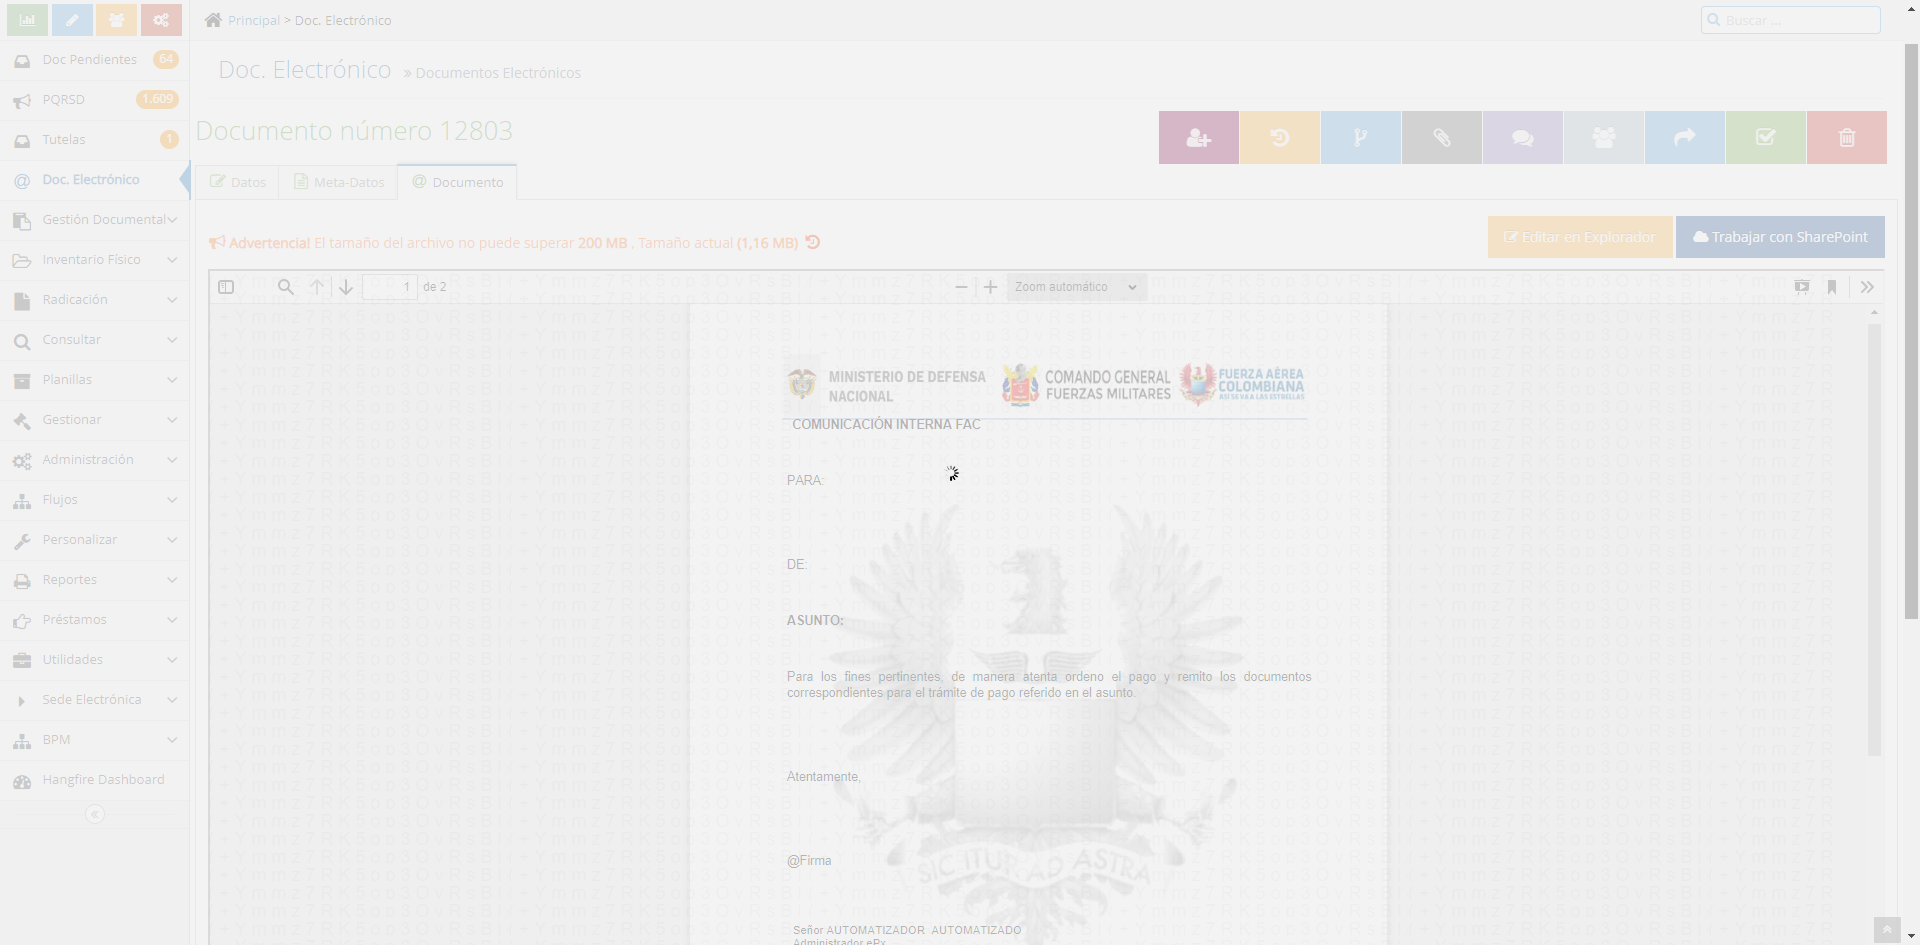 Principal > Doc. Electrónico
Buscar ...
Doc Pendientes 64
PQRSD 1.609
Tutelas 1
Doc. Electrónico
Gestión Documental
Inventario Físico
Radicación
Consultar
Planillas
Gestionar
Administración
Flujos
Personalizar
Reportes
Préstamos
Utilidades
Sede Electrónica
BPM
Hangfire Dashboard
Doc. Electrónico » Documentos Electrónicos
Documento número 12803
Datos
Meta-Datos
@ Documento
Advertencia! El tamaño del archivo no puede superar 200 MB , Tamaño actual (1,16 MB)
Editar en Explorador
Trabajar con SharePoint
1 de 2
Zoom automático
MINISTERIO DE DEFENSA
NACIONAL
COMANDO GENERAL
FUERZAS MILITARES
FUERZA AÉREA
COLOMBIANA
ASÍ SE VA A LAS ESTRELLAS
COMUNICACIÓN INTERNA FAC
PARA:
DE:
ASUNTO:
Para los fines pertinentes, de manera atenta ordeno el pago y remito los documentos
correspondientes para el trámite de pago referido en el asunto.
Atentamente,
@Firma
SIC ITUR AD ASTRA
Señor AUTOMATIZADOR AUTOMATIZADO
Administrador ePx